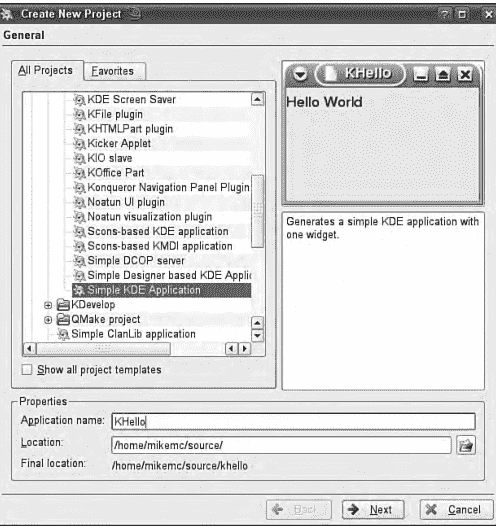 Create New Project
General
All Projects
Favorites
KDE Screen Saver
KFile plugin
KHTMLPart plugin
Kicker Applet
KIO slave
KOffice Part
Konqueror Navigation Panel Plugin
Noatun UI plugin
Noatun visualization plugin
Scons-based KDE application
Scons-based KMDI application
Simple DCOP server
Simple Designer based KDE Applic
Simple KDE Application
KDevelop
QMake project
Simple ClanLib application
Show all project templates
KHello
Hello World
Generates a simple KDE application with
one widget.
Properties
Application name: KHello
Location: /home/mikemc/source/
Final location: /home/mikemc/source/khello
Back
Next
Cancel